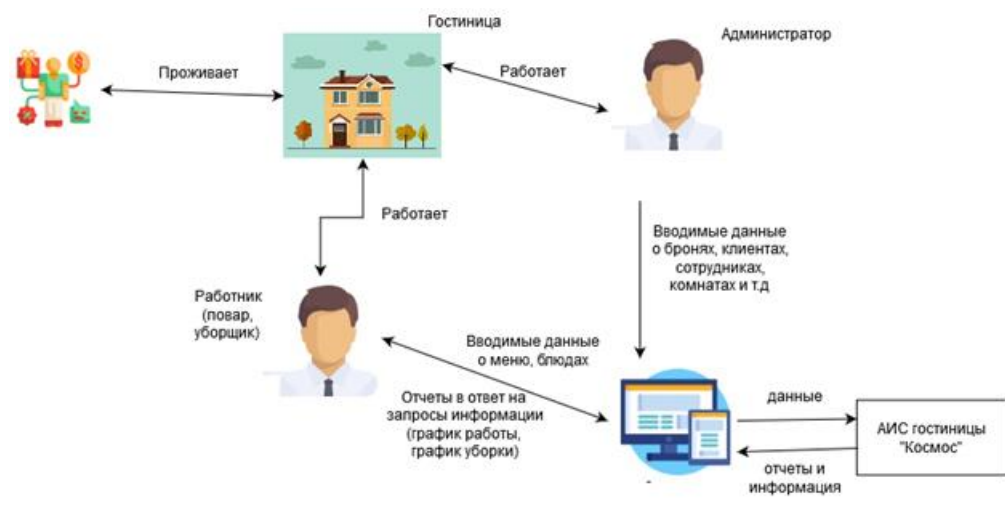 Гостиница
Администратор
Проживает
Работает
Работает
Вводимые данные
о бронях, клиентах,
сотрудниках,
комнатах и т.д
Работник
(повар,
уборщик)
Вводимые данные
о меню, блюдах
Отчеты в ответ на
запросы информации
(график работы,
график уборки)
данные
АИС гостиницы
"Космос"
отчеты и
информация